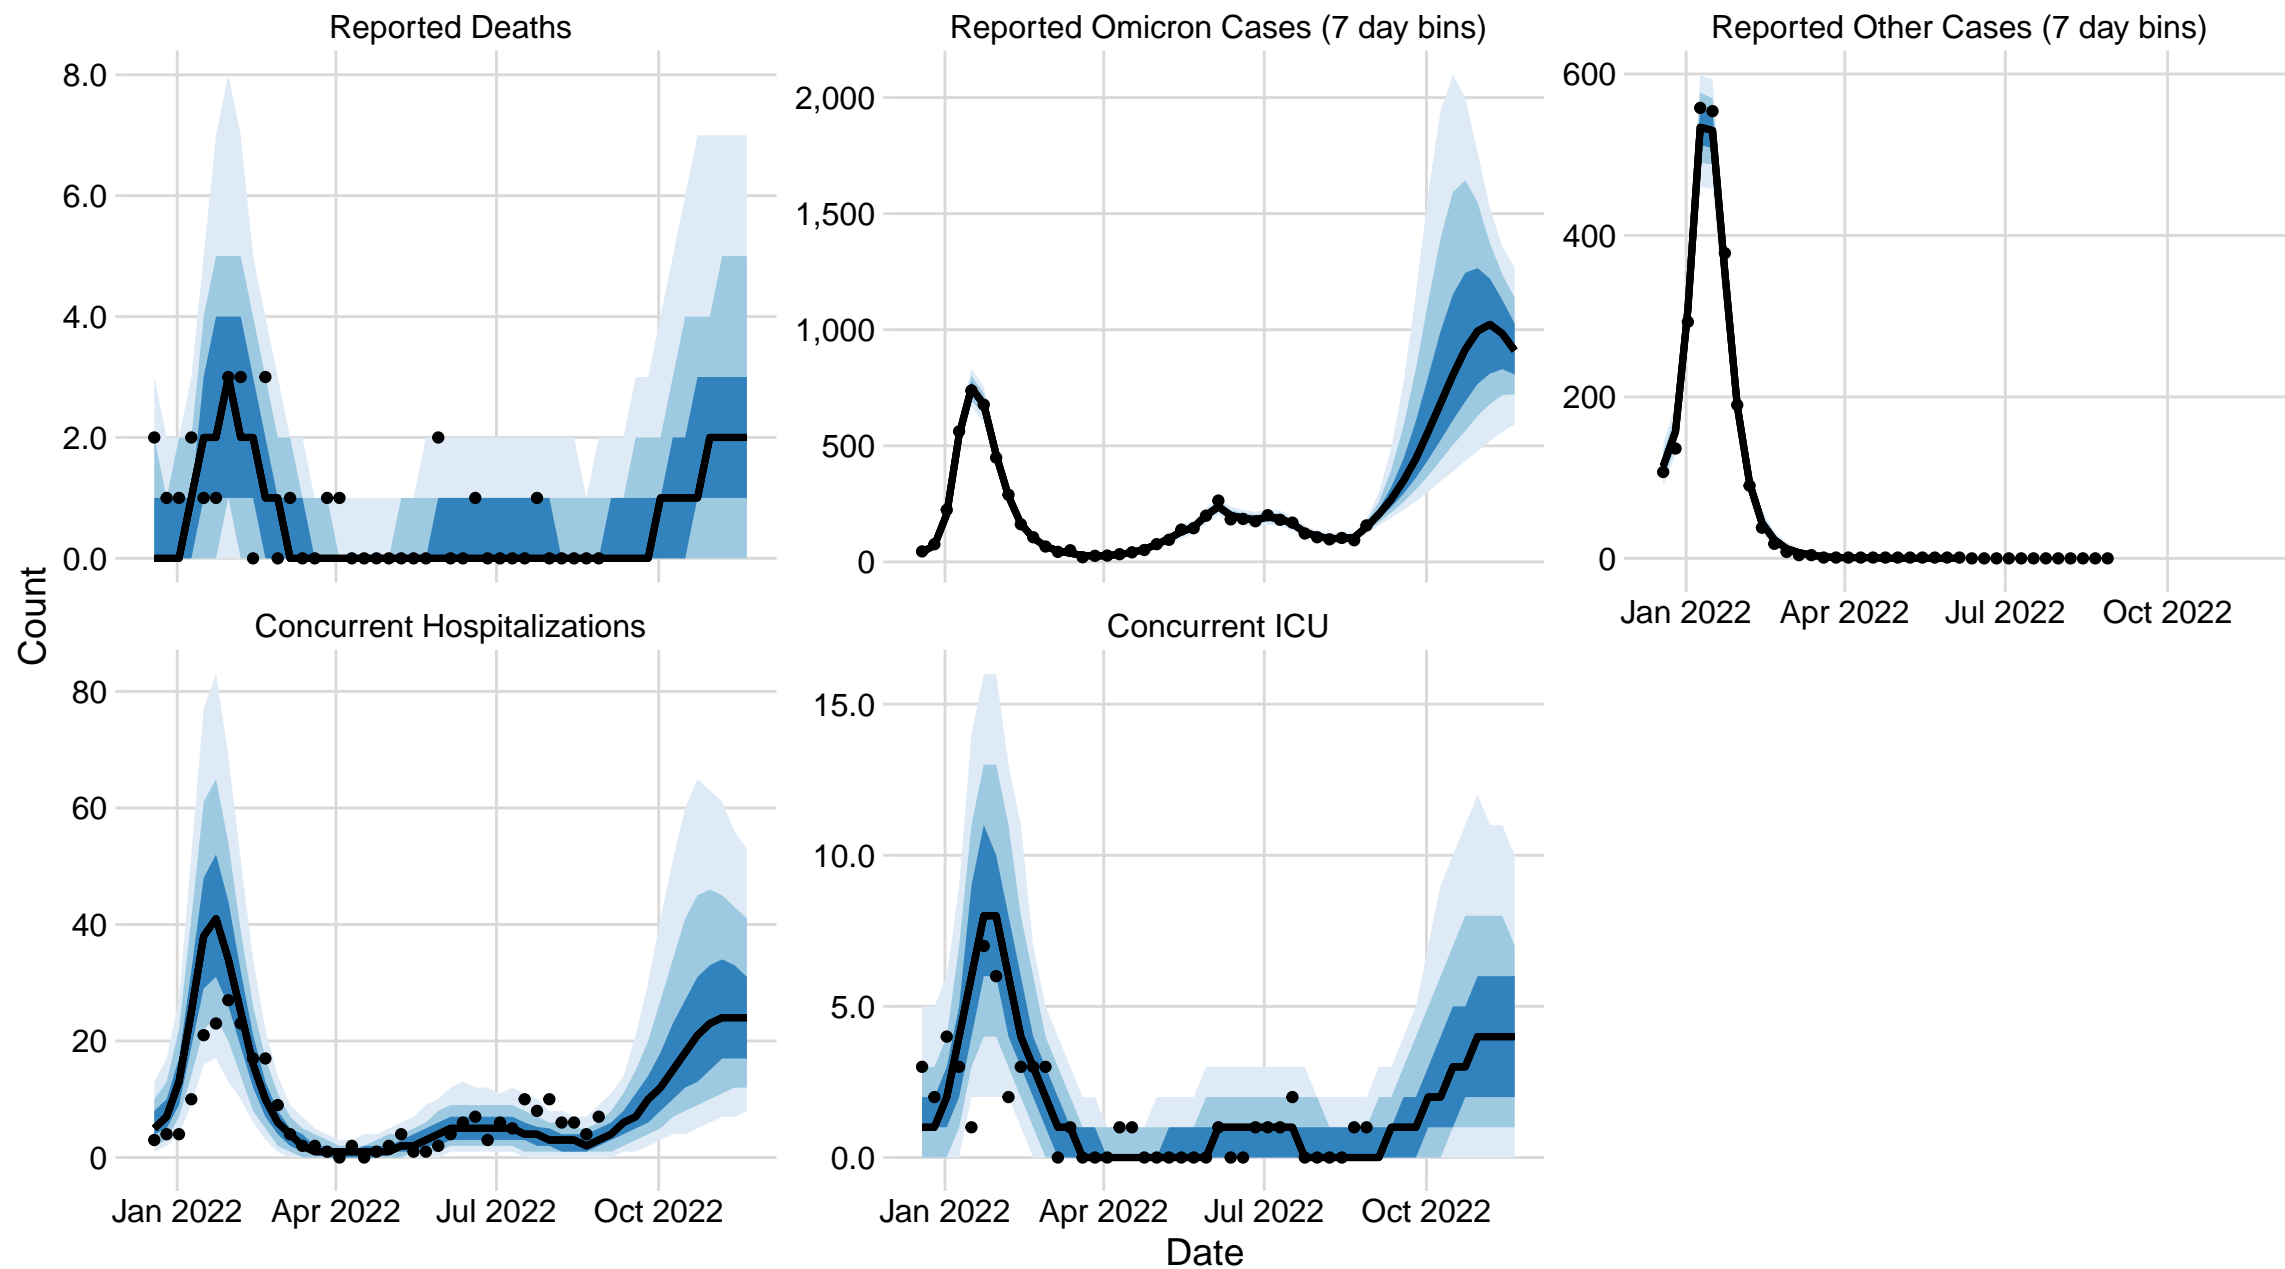 Reported Deaths
Reported Omicron Cases (7 day bins)
Reported Other Cases (7 day bins)
8.0
6.0
4.0
2.0
0.0
2,000
1,500
1,000
500
0
600
400
200
0
Jan 2022 Apr 2022 Jul 2022 Oct 2022
Count
Concurrent Hospitalizations
Concurrent ICU
80
60
40
20
0
15.0
10.0
5.0
0.0
Jan 2022 Apr 2022 Jul 2022 Oct 2022
Jan 2022 Apr 2022 Jul 2022 Oct 2022
Date